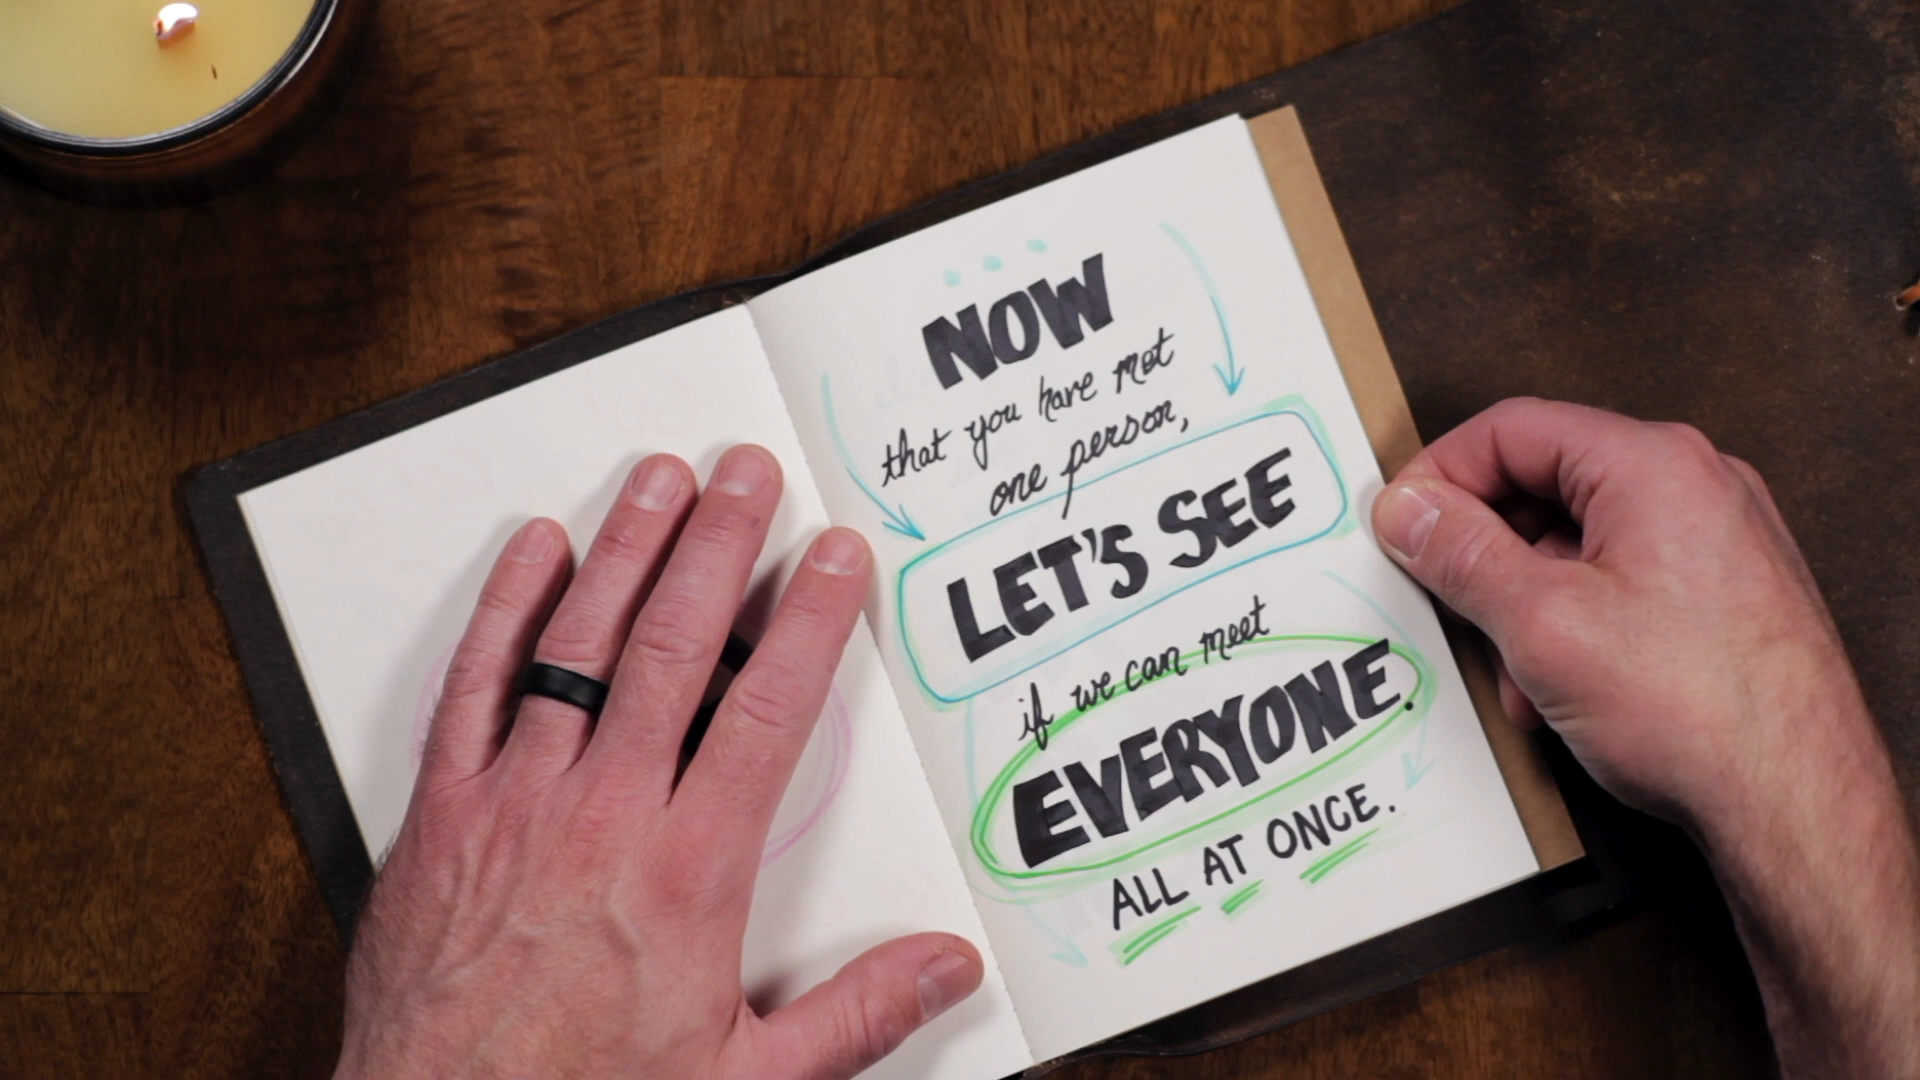 NOW
that you have met
one person,
LET'S SEE
if we can meet
EVERYONE.
ALL AT ONCE.